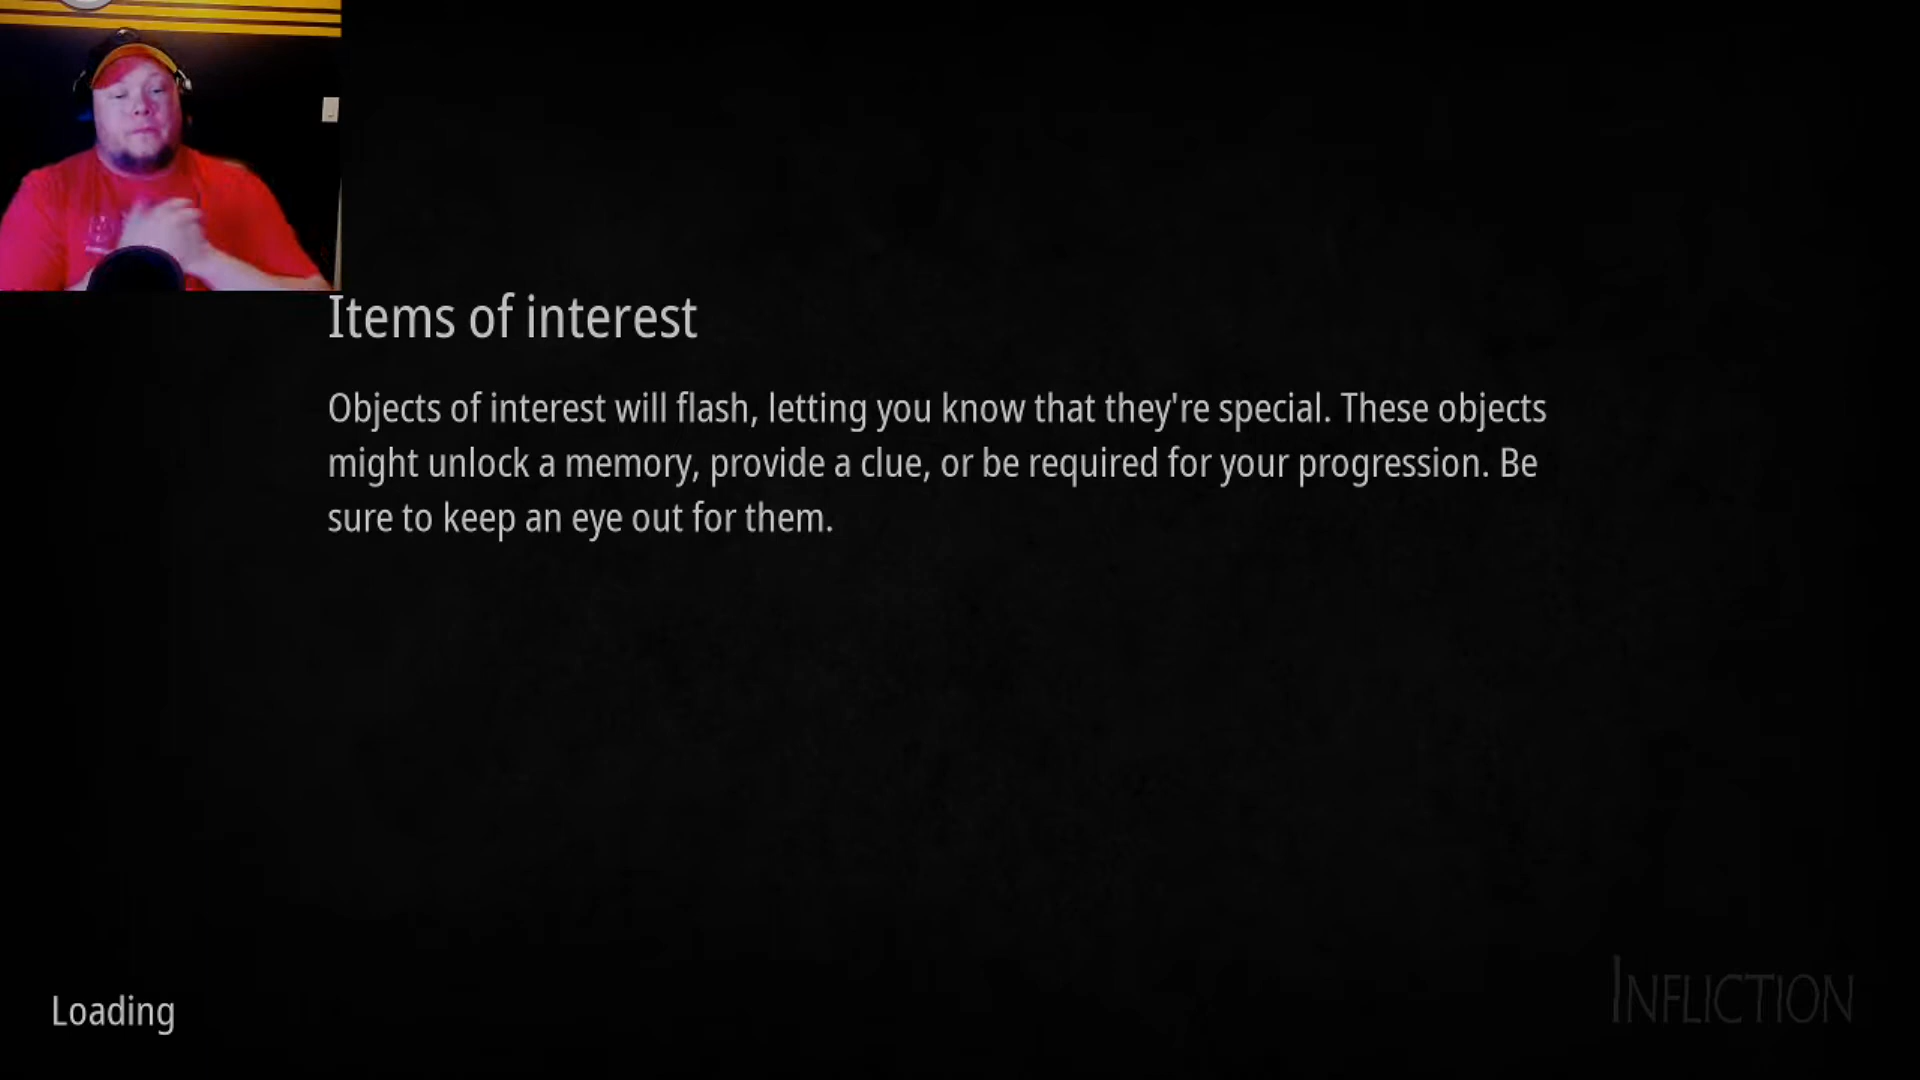 Items of interest
Objects of interest will flash, letting you know that they're special. These objects
might unlock a memory, provide a clue, or be required for your progression. Be
sure to keep an eye out for them.
Loading
INFLICTION